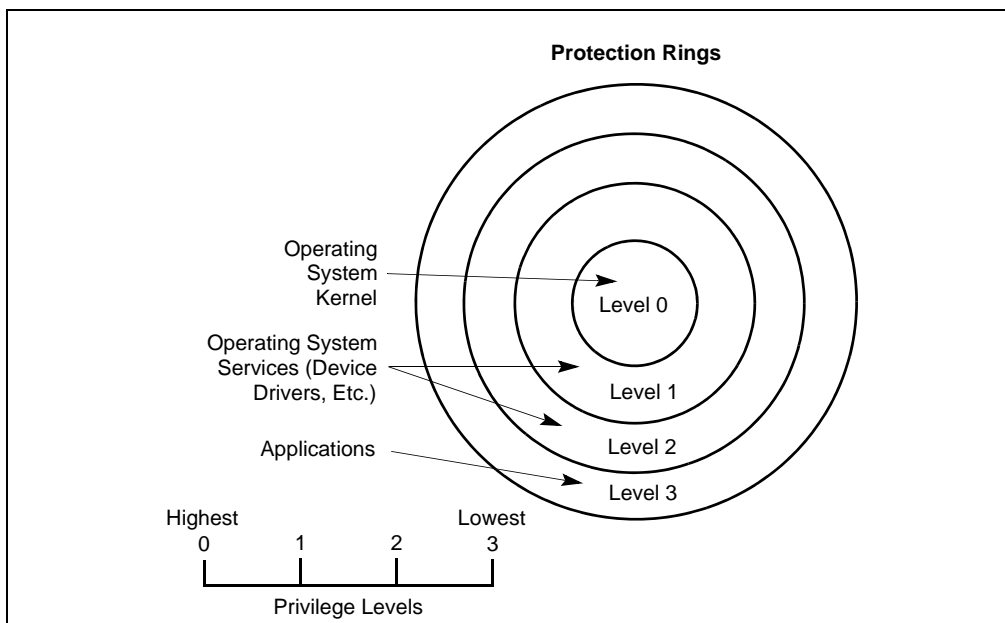 Protection Rings
Operating
System
Kernel
Level 0
Operating System
Services (Device
Drivers, Etc.)
Level 1
Level 2
Applications
Level 3
Highest
Lowest
0
1
2
3
Privilege Levels